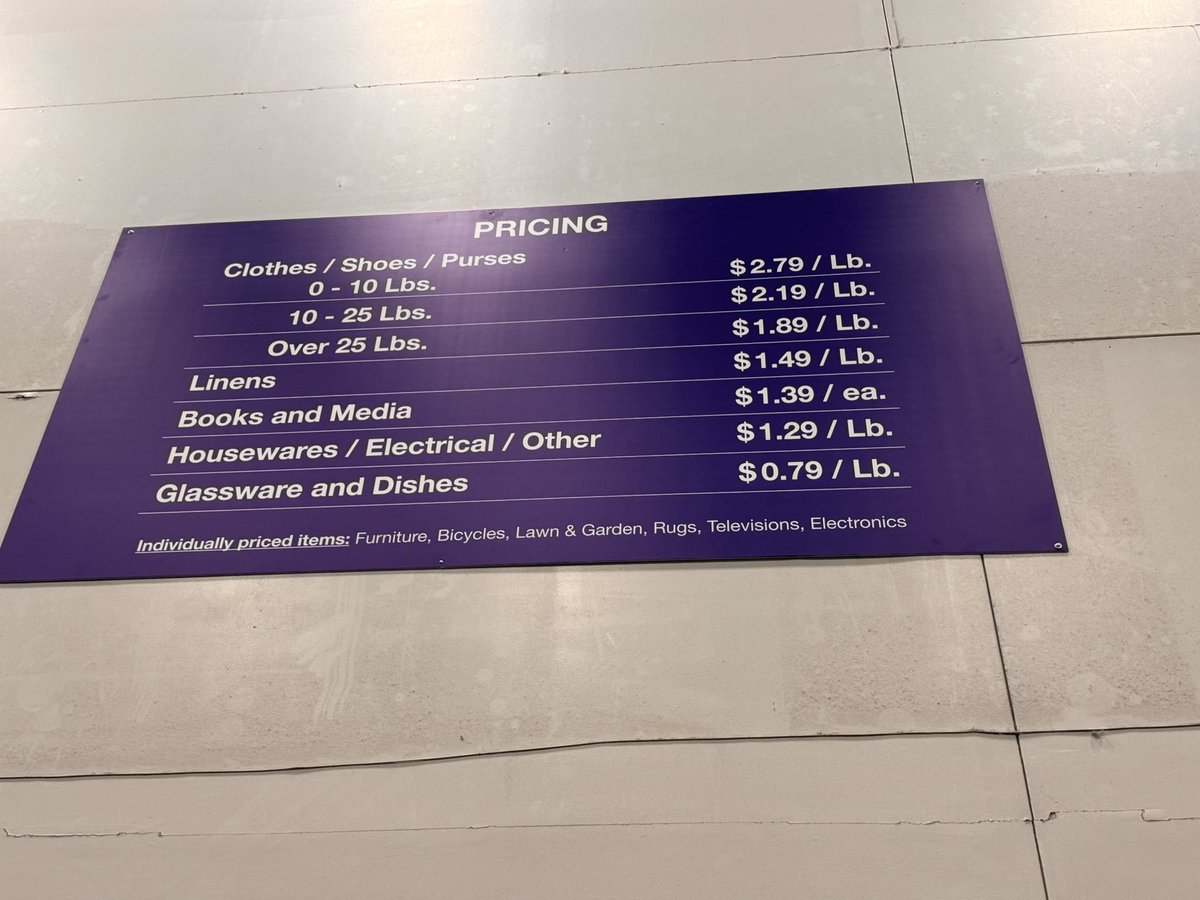 PRICING
Clothes / Shoes / Purses
0 - 10 Lbs. $2.79 / Lb.
10 - 25 Lbs. $2.19 / Lb.
Over 25 Lbs. $1.89 / Lb.
Linens $1.49 / Lb.
Books and Media $1.39 / ea.
Housewares / Electrical / Other $1.29 / Lb.
Glassware and Dishes $0.79 / Lb.
Individually priced items: Furniture, Bicycles, Lawn & Garden, Rugs, Televisions, Electronics